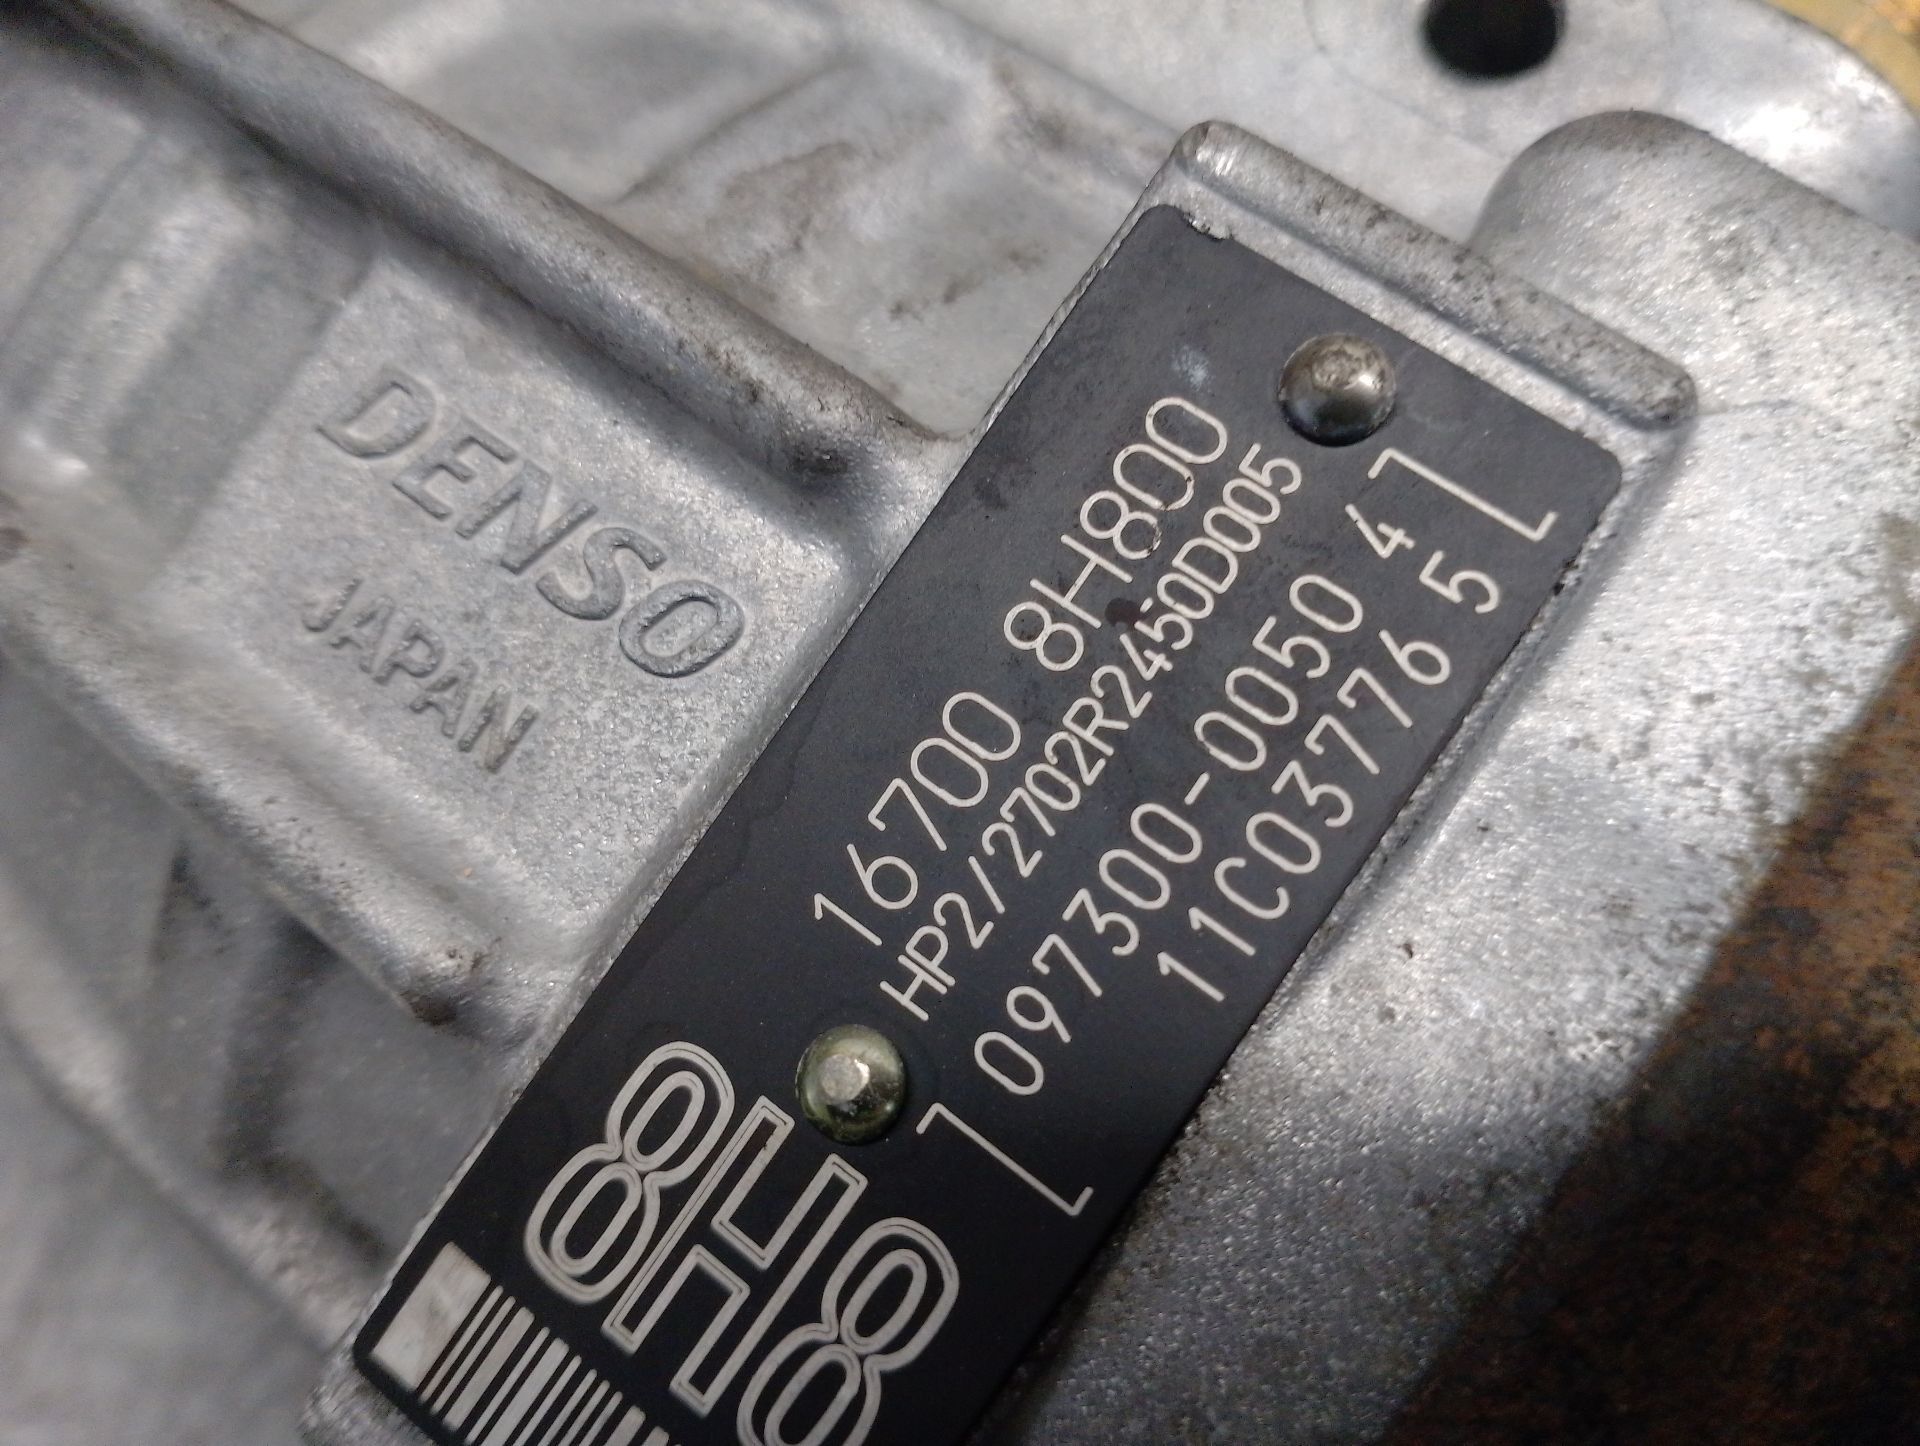 DENSO
JAPAN
16700 8H800
HP2/2702R2450D005
097300-0050 4
11C03776 5
8H8